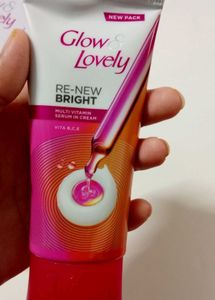 NEW PACK
Glow &
Lovely
RE-NEW
BRIGHT
MULTI VITAMIN
SERUM IN CREAM
VITA B,C,E